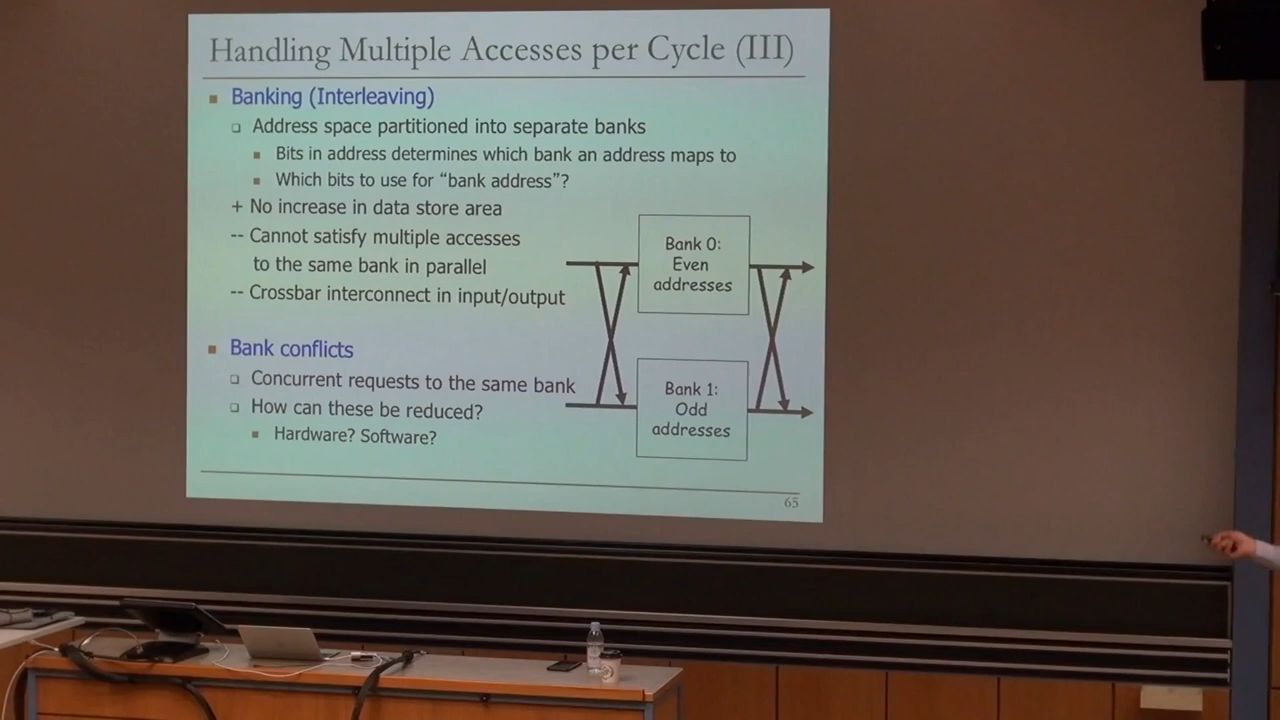 Handling Multiple Accesses per Cycle (III)
Banking (Interleaving)
Address space partitioned into separate banks
Bits in address determines which bank an address maps to
Which bits to use for “bank address”?
+ No increase in data store area
-- Cannot satisfy multiple accesses
to the same bank in parallel
-- Crossbar interconnect in input/output
Bank conflicts
Concurrent requests to the same bank
How can these be reduced?
Hardware? Software?
Bank 0:
Even
addresses
Bank 1:
Odd
addresses
65